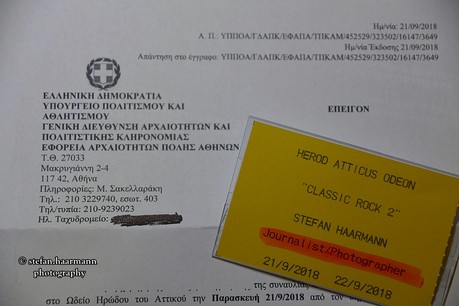 Ημ/νία: 21/09/2018
Α. Π.: ΥΠΠΟΑ/ΓΔΑΠΚ/ΕΦΑΠΑ/ΤΠΚΑΜ/452529/323502/16147/3649
Ημ/νία Έκδοσης 21/09/2018
Απάντηση στο έγγραφο: ΥΠΠΟΑ/ΓΔΑΠΚ/ΕΦΑΠΑ/ΤΠΚΑΜ/452529/323502/16147/3649
ΕΛΛΗΝΙΚΗ ΔΗΜΟΚΡΑΤΙΑ
ΥΠΟΥΡΓΕΙΟ ΠΟΛΙΤΙΣΜΟΥ ΚΑΙ
ΑΘΛΗΤΙΣΜΟΥ
ΓΕΝΙΚΗ ΔΙΕΥΘΥΝΣΗ ΑΡΧΑΙΟΤΗΤΩΝ ΚΑΙ
ΠΟΛΙΤΙΣΤΙΚΗΣ ΚΛΗΡΟΝΟΜΙΑΣ
ΕΦΟΡΕΙΑ ΑΡΧΑΙΟΤΗΤΩΝ ΠΟΛΗΣ ΑΘΗΝΩΝ
Τ.Θ. 27033
Μακρυγιάννη 2-4
117 42, Αθήνα
Πληροφορίες: Μ. Σακελλαράκη
Τηλ.: 210 3229740, εσωτ. 403
Τηλ/τυπία: 210-9239023
Ηλ. Ταχυδρομείο:
ΕΠΕΙΓΟΝ
HEROD ATTICUS ODEON
"CLASSIC ROCK 2"
STEFAN HAARMANN
Journalist/Photographer
21/9/2018 22/9/2018
© stefan.haarmann
photography
της συναυλίας
στο Ωδείο Ηρώδου του Αττικού την Παρασκευή 21/9/2018 από τον